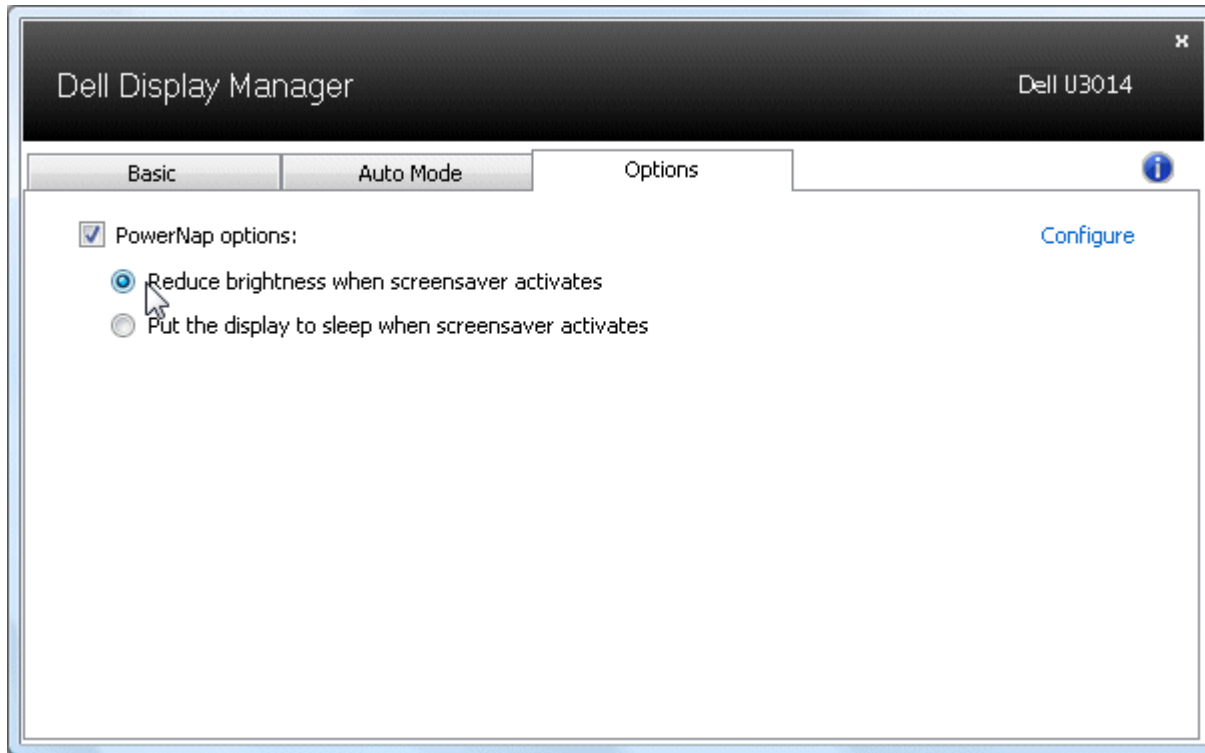 Dell Display Manager
Dell U3014
Basic
Auto Mode
Options
PowerNap options:
Configure
Reduce brightness when screensaver activates
Put the display to sleep when screensaver activates